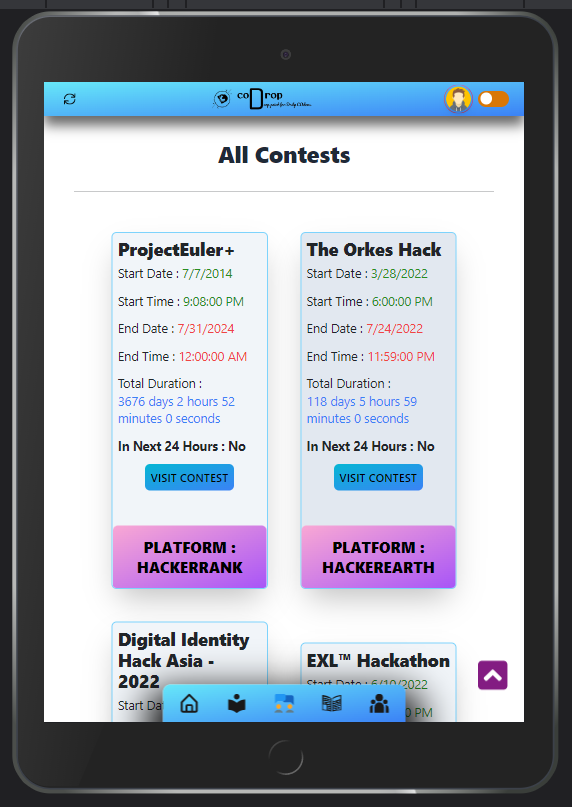 coDrop
All Contests
ProjectEuler+
Start Date : 7/7/2014
Start Time : 9:08:00 PM
End Date : 7/31/2024
End Time : 12:00:00 AM
Total Duration :
3676 days 2 hours 52
minutes 0 seconds
In Next 24 Hours : No
VISIT CONTEST
PLATFORM :
HACKERRANK
The Orkes Hack
Start Date : 3/28/2022
Start Time : 6:00:00 PM
End Date : 7/24/2022
End Time : 11:59:00 PM
Total Duration :
118 days 5 hours 59
minutes 0 seconds
In Next 24 Hours : No
VISIT CONTEST
PLATFORM :
HACKEREARTH
Digital Identity
Hack Asia -
2022
Start
EXL™ Hackathon
Start Date : 6/10/2022
PM